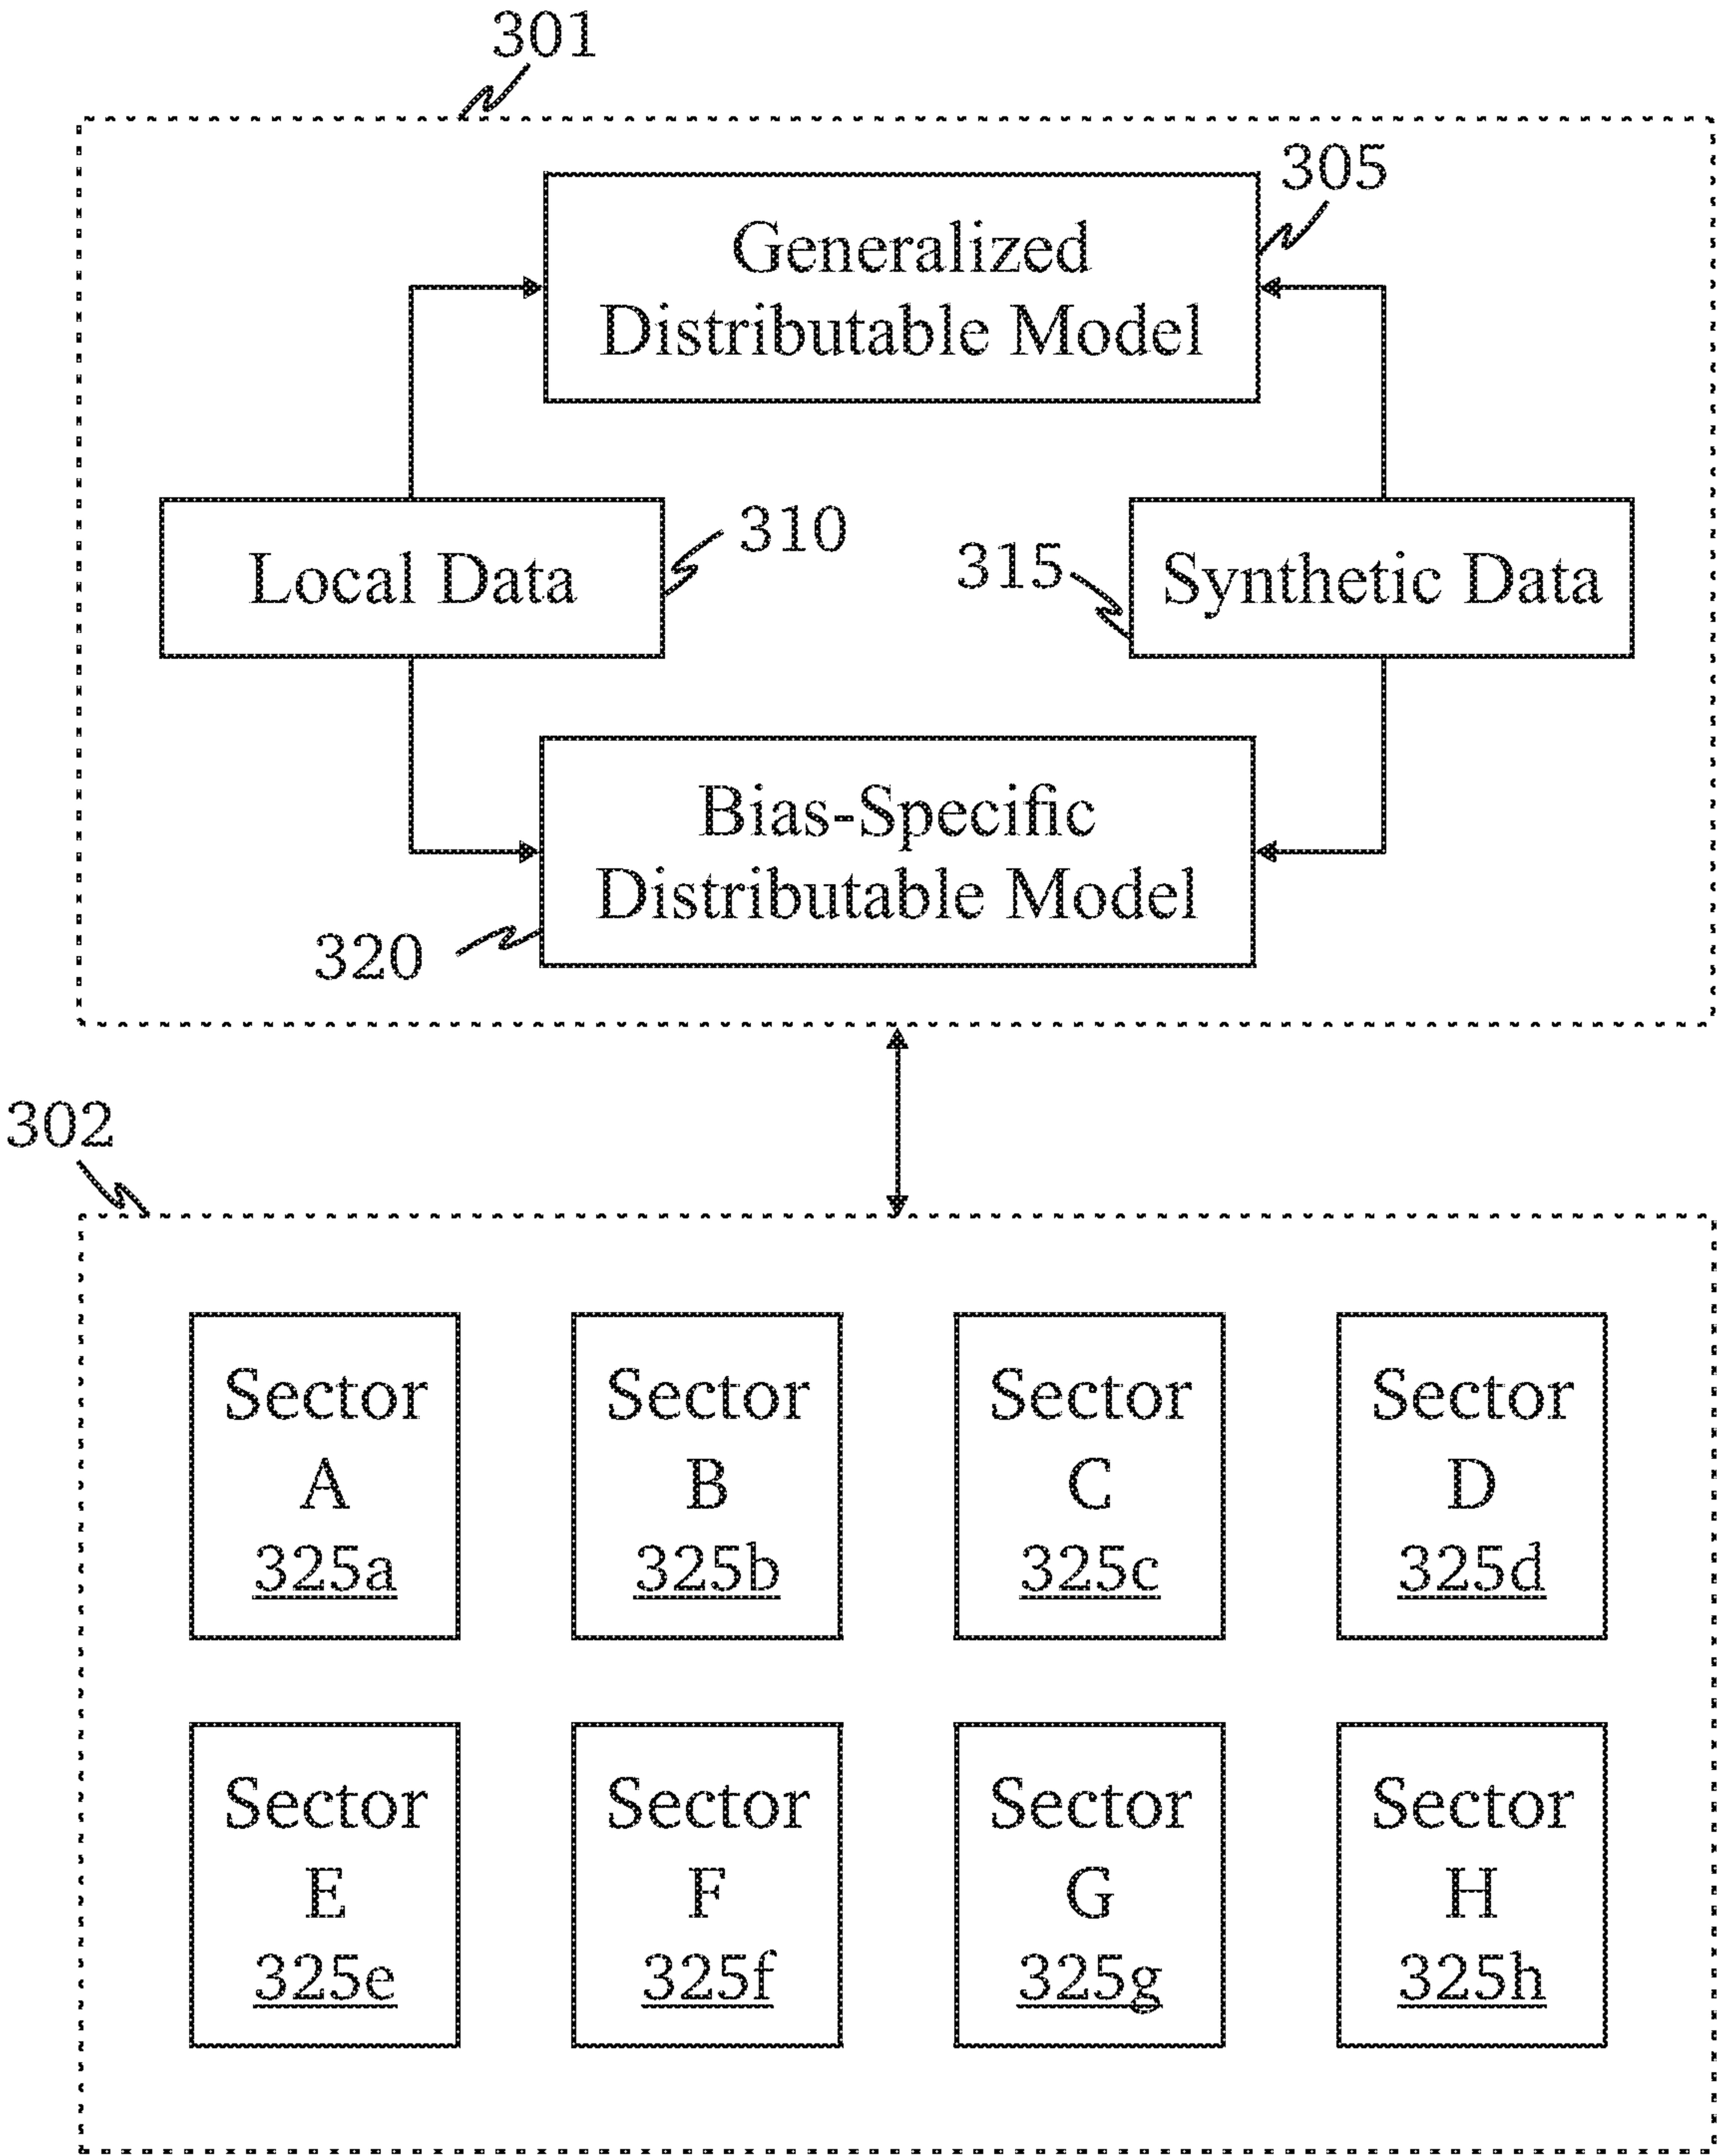 301
305
Generalized
Distributable Model
Local Data
310
315
Synthetic Data
Bias-Specific
Distributable Model
320
302
Sector
A
325a
Sector
B
325b
Sector
C
325c
Sector
D
325d
Sector
E
325e
Sector
F
325f
Sector
G
325g
Sector
H
325h